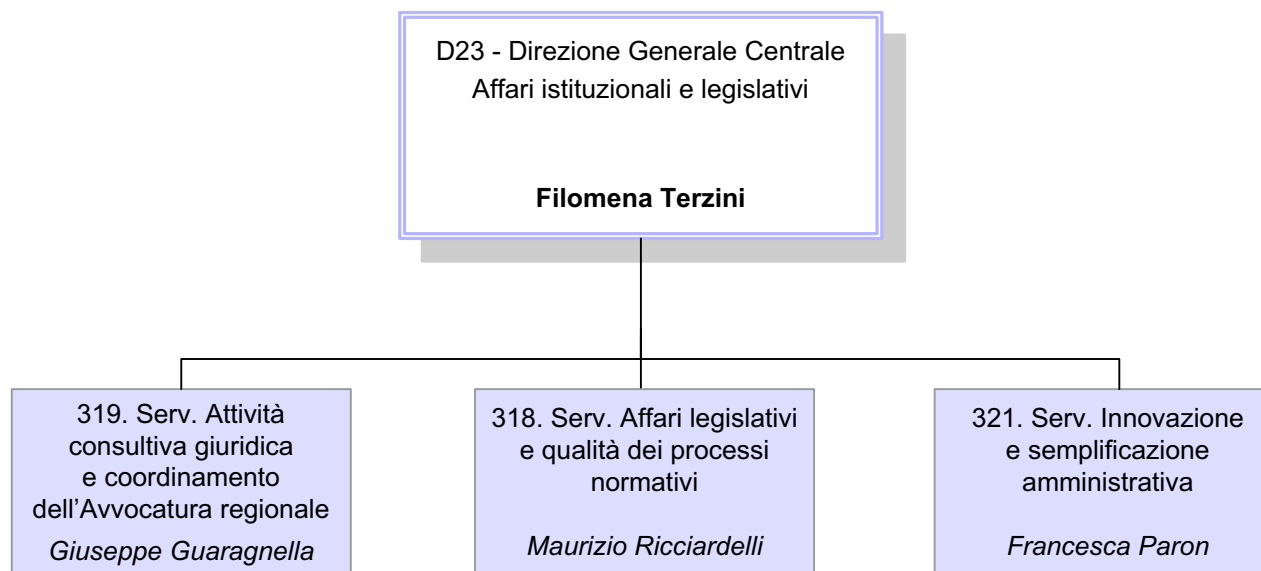 D23 - Direzione Generale Centrale
Affari istituzionali e legislativi
Filomena Terzini
319. Serv. Attività
consultiva giuridica
e coordinamento
dell’Avvocatura regionale
Giuseppe Guaragnella
318. Serv. Affari legislativi
e qualità dei processi
normativi
Maurizio Ricciardelli
321. Serv. Innovazione
e semplificazione
amministrativa
Francesca Paron